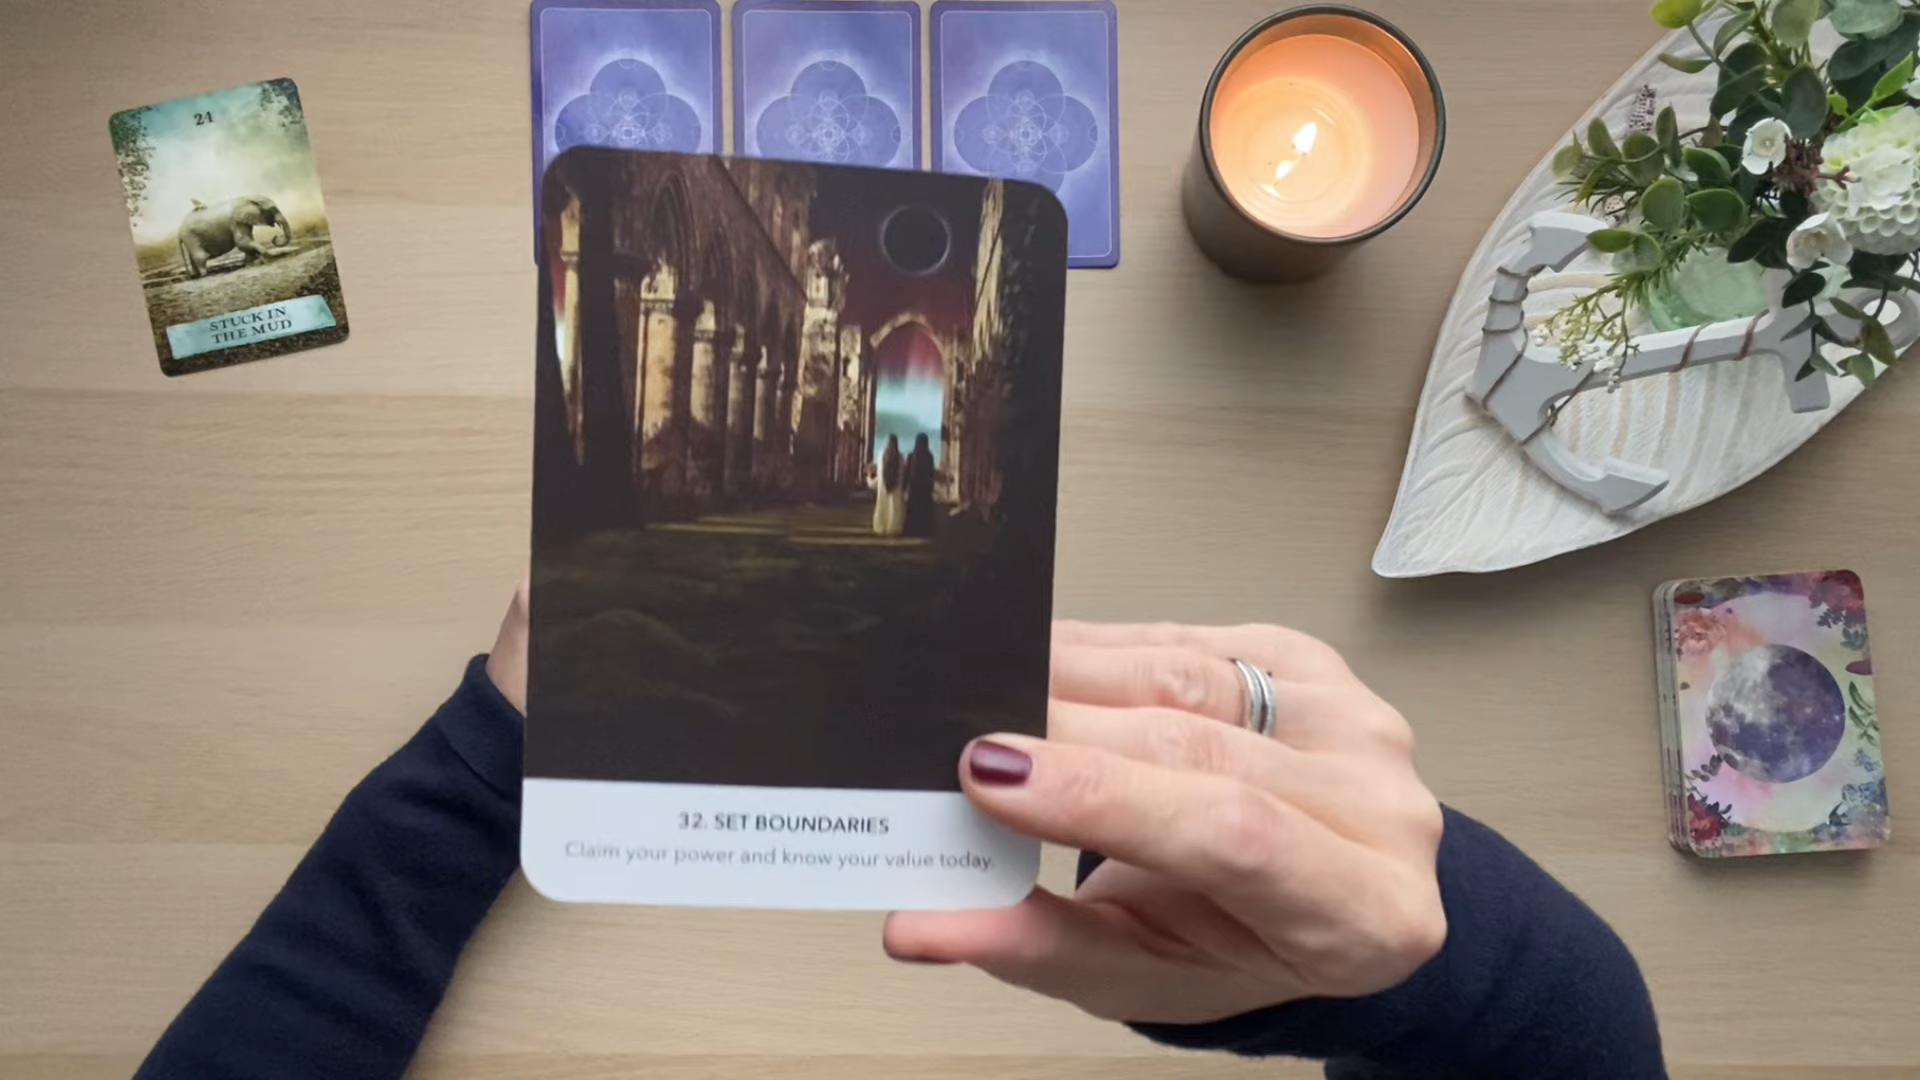 21
STUCK IN
THE MUD
32. SET BOUNDARIES
Claim your power and know your value today.